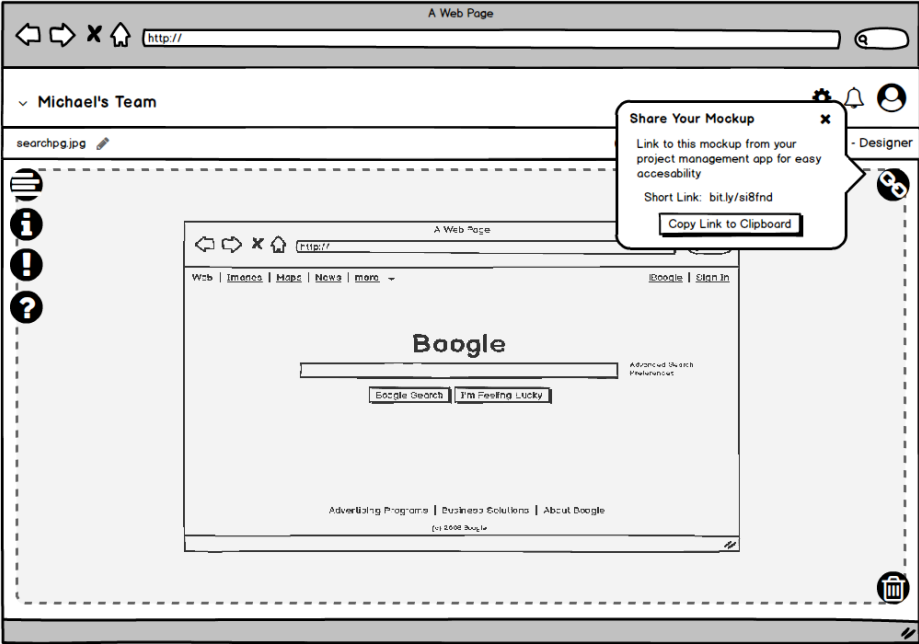 A Web Page
http://
Michael's Team
searchpg.jpg
- Designer
Share Your Mockup
Link to this mockup from your
project management app for easy
accesability
Short Link: bit.ly/si8fnd
Copy Link to Clipboard
A Web Page
http://
Web | Images | Maps | News | more
iBoogle | Sign In
Boogle
Advanced Search
Preferences
Boogle Search
I'm Feeling Lucky
Advertising Programs | Business Solutions | About Boogle
(c) 2008 Boogle